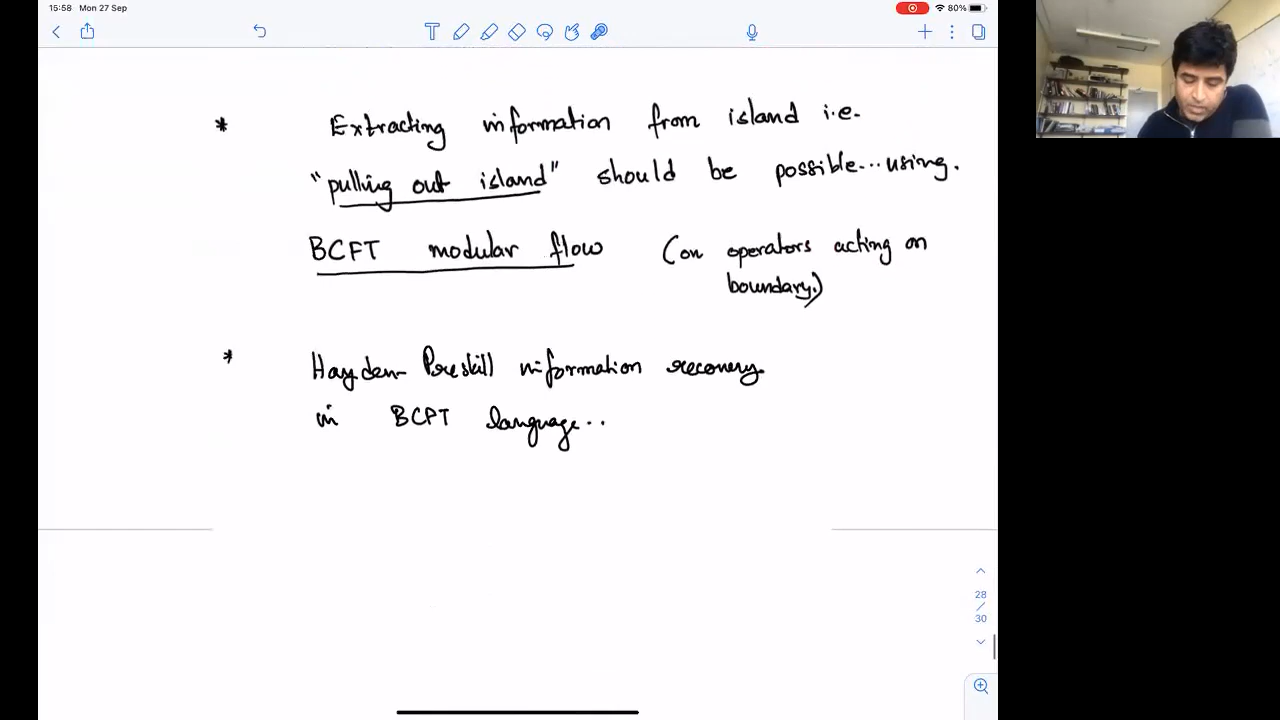 15:58 Mon 27 Sep
80%
* Extracting information from island i.e.
"pulling out island" should be possible...using.
BCFT modular flow (on operators acting on
boundary.)
* Hayden-Preskill information recovery
in BCFT language..
28
/
30